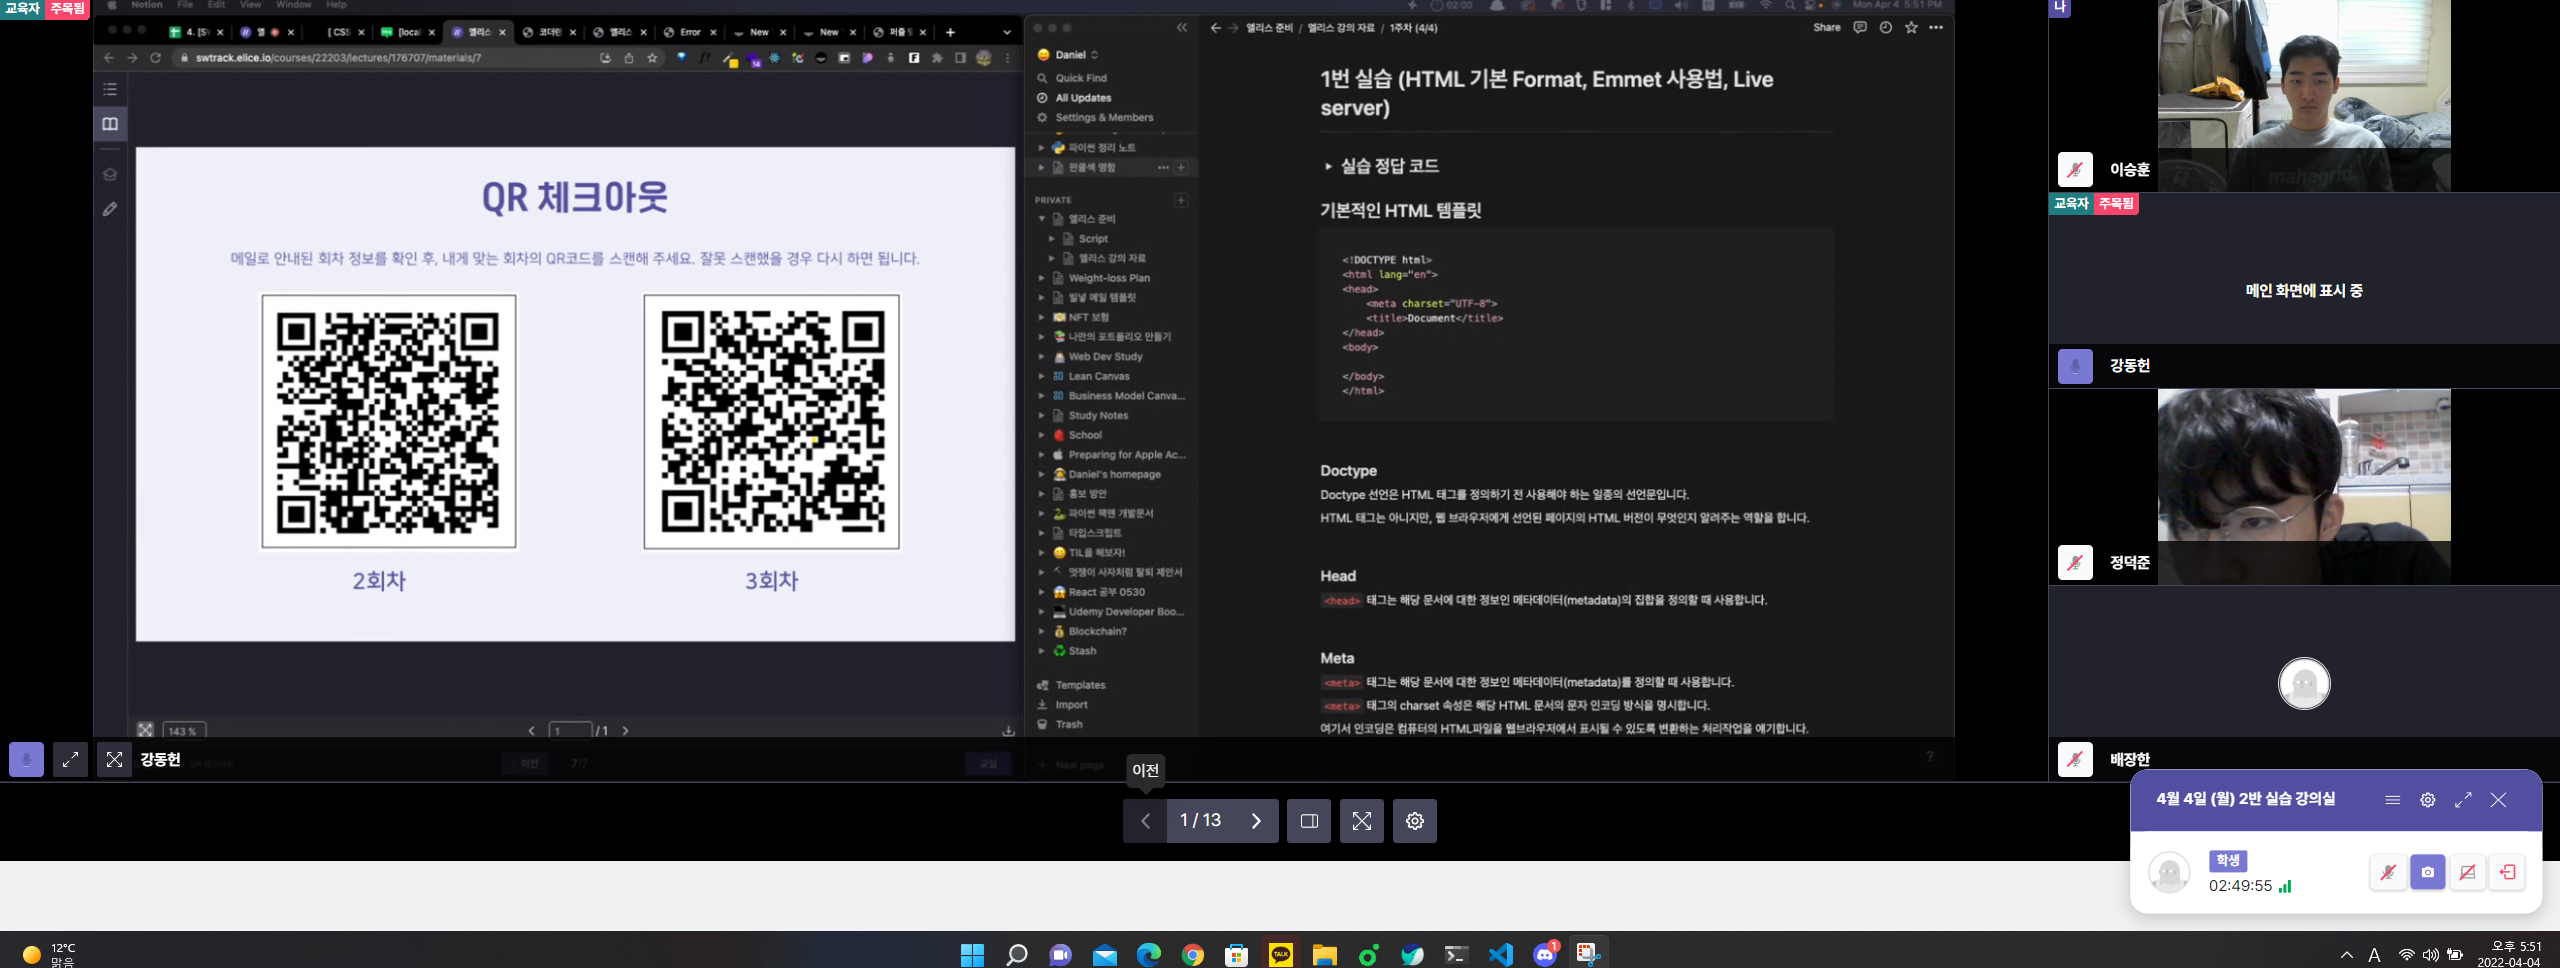 교육자 주목됨
Notion File Edit View Window Help
02:00
Mon Apr 4 5:51 PM
4. [S 엘 [CSS [local 엘리스 코더린 엘리스 Error New New 퍼즐
swtrack.elice.io/courses/22203/lectures/176707/materials/7
QR 체크아웃
메일로 안내된 회차 정보를 확인 후, 내게 맞는 회차의 QR코드를 스캔해 주세요. 잘못 스캔했을 경우 다시 하면 됩니다.
2회차
3회차
143 %
1 / 1
강동헌
QR 체크아웃
이전 7/7
교실
Daniel
Quick Find
All Updates
Settings & Members
파이썬 정리 노트
PRIVATE
엘리스 준비
Script
엘리스 강의 자료
Weight-loss Plan
빌넣 메일 템플릿
NFT 보험
나만의 포트폴리오 만들기
Web Dev Study
Lean Canvas
Business Model Canva...
Study Notes
School
Preparing for Apple Ac...
Daniel's homepage
홍보 방안
파이썬 팩맨 개발문서
타입스크립트
TIL을 해보자!
멋쟁이 사자처럼 탈퇴 제안서
React 공부 0530
Udemy Developer Boo...
Blockchain?
Stash
Templates
Import
Trash
New page
엘리스 준비 / 엘리스 강의 자료 / 1주차 (4/4)
Share
1번 실습 (HTML 기본 Format, Emmet 사용법, Live
server)
실습 정답 코드
기본적인 HTML 템플릿
<!DOCTYPE html>
<html lang="en">
<head>
<meta charset="UTF-8">
<title>Document</title>
</head>
<body>
</body>
</html>
Doctype
Doctype 선언은 HTML 태그를 정의하기 전 사용해야 하는 일종의 선언문입니다.
HTML 태그는 아니지만, 웹 브라우저에게 선언된 페이지의 HTML 버전이 무엇인지 알려주는 역할을 합니다.
Head
<head> 태그는 해당 문서에 대한 정보인 메타데이터(metadata)의 집합을 정의할 때 사용합니다.
Meta
<meta> 태그는 해당 문서에 대한 정보인 메타데이터(metadata)를 정의할 때 사용합니다.
<meta> 태그의 charset 속성은 해당 HTML 문서의 문자 인코딩 방식을 명시합니다.
여기서 인코딩은 컴퓨터의 HTML파일을 웹브라우저에서 표시될 수 있도록 변환하는 처리작업을 얘기합니다.
?
나
mahagrid
이승훈
교육자 주목됨
메인 화면에 표시 중
강동헌
정덕준
배장한
이전
1 / 13
4월 4일 (월) 2반 실습 강의실
학생
02:49:55
12°C
맑음
TALK
1
A
오후 5:51
2022-04-04